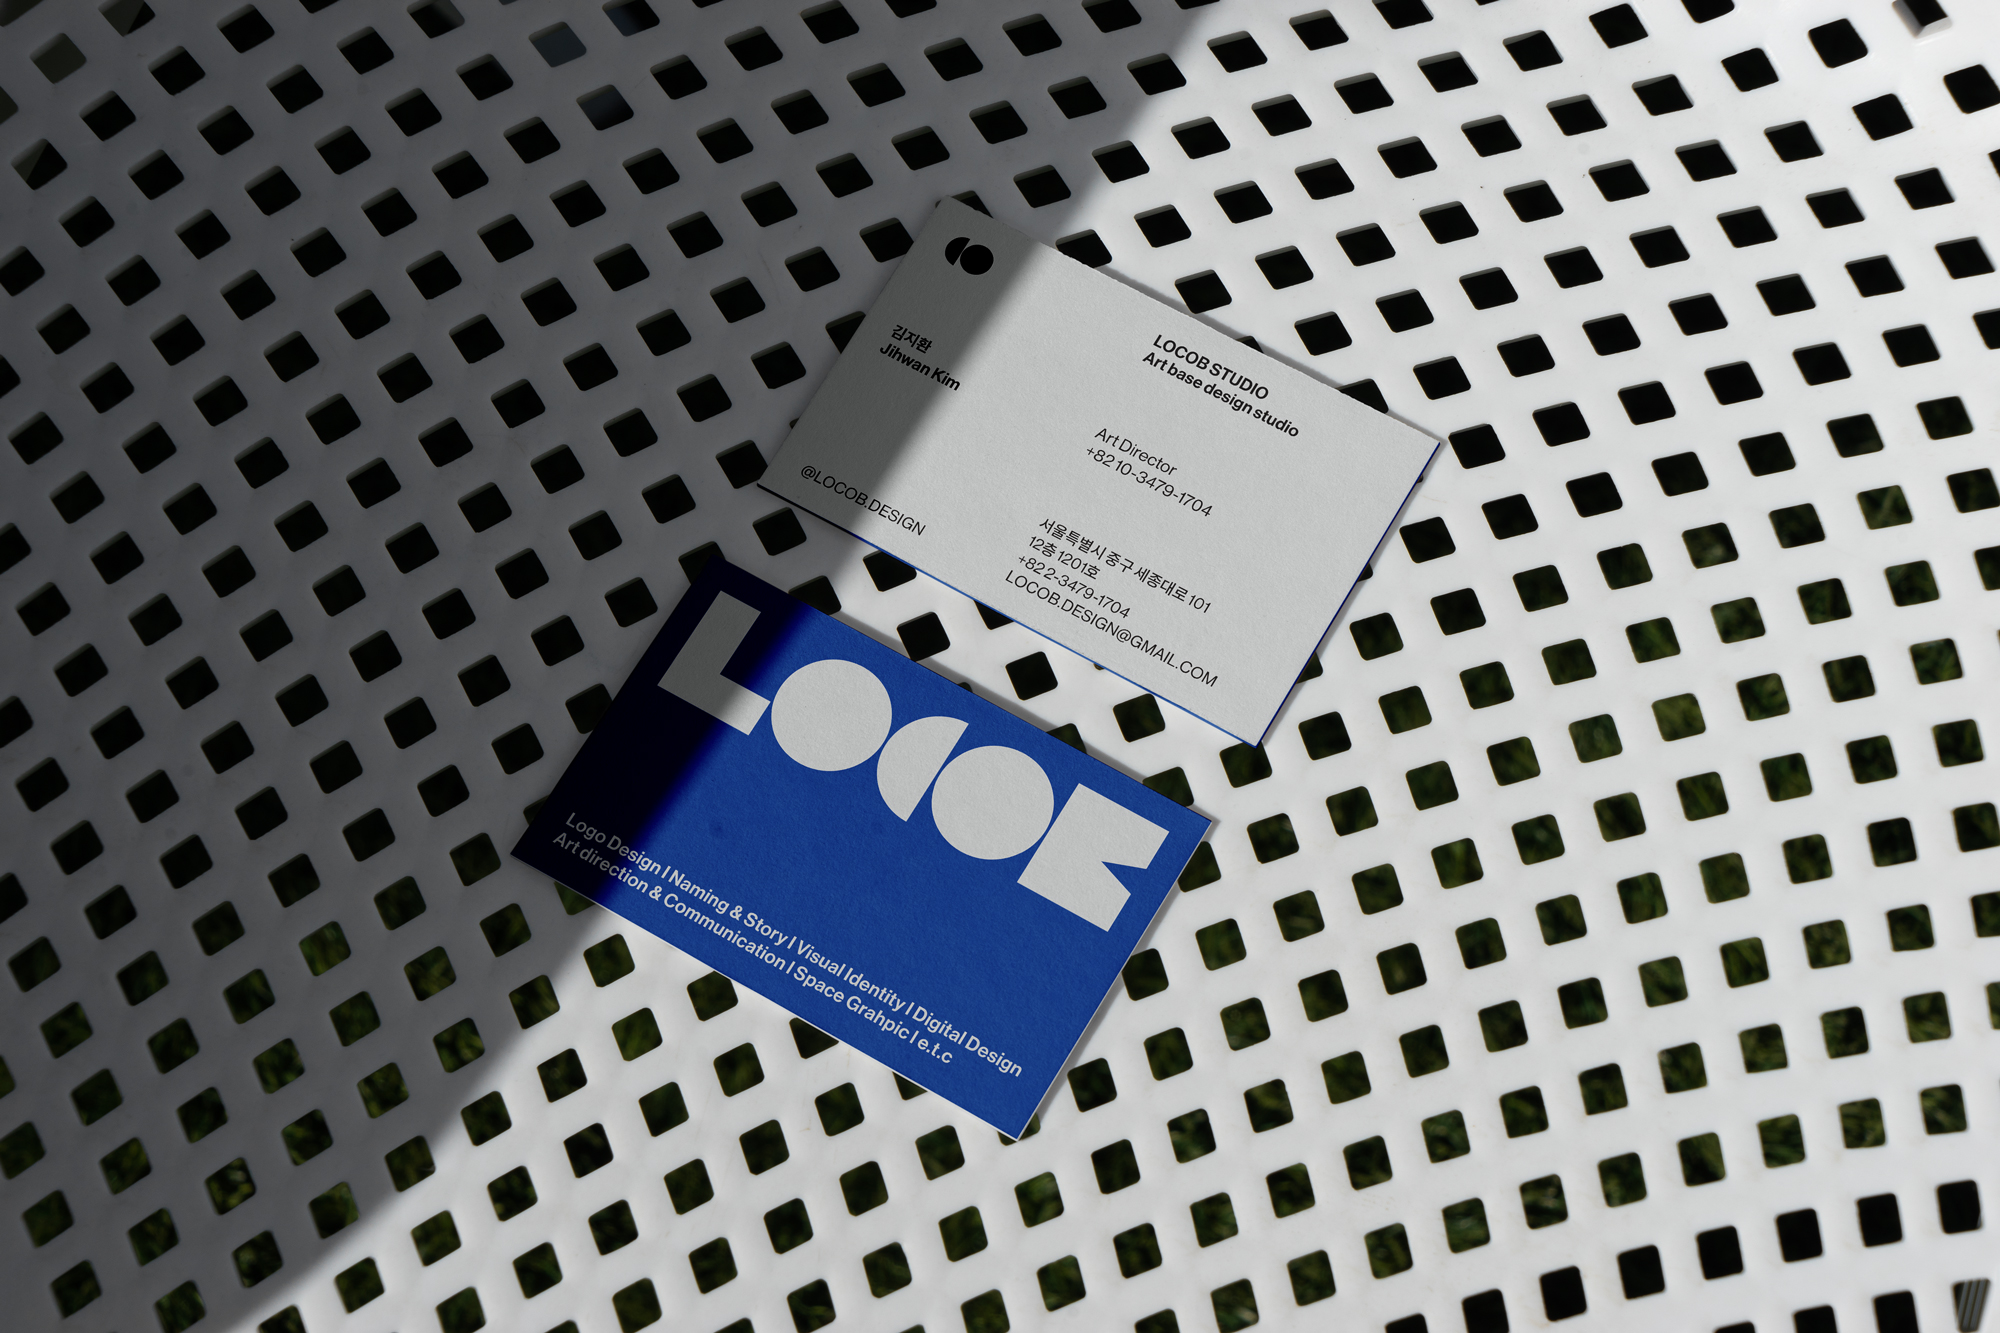 김지환
Jihwan Kim
@LOCOB.DESIGN
LOCOB STUDIO
Art base design studio
Art Director
+82 10-3479-1704
서울특별시 중구 세종대로 101
12층 1201호
+82 2-3479-1704
LOCOB.DESIGN@GMAIL.COM
LOCOB
Logo Design | Naming & Story | Visual Identity | Digital Design
Art direction & Communication | Space Grahpic | e.t.c